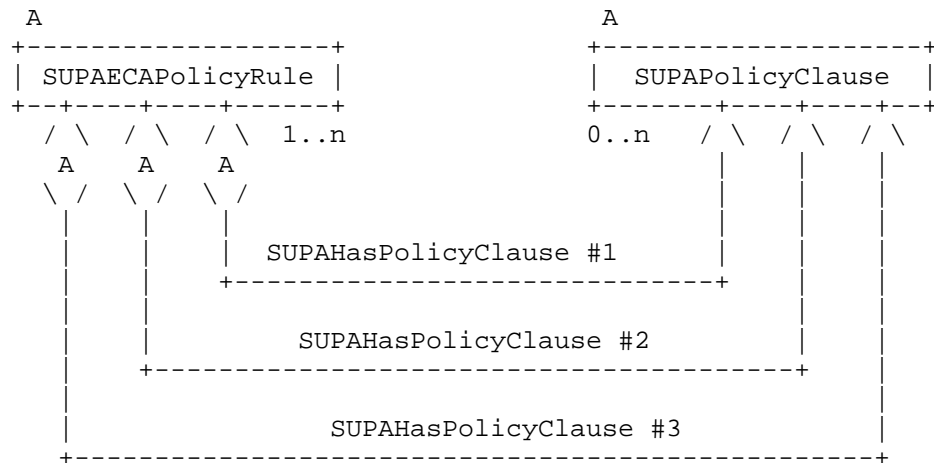 A A
SUPAECAPolicyRule SUPAPolicyClause
1..n 0..n
A A A
SUPAHasPolicyClause #1
SUPAHasPolicyClause #2
SUPAHasPolicyClause #3